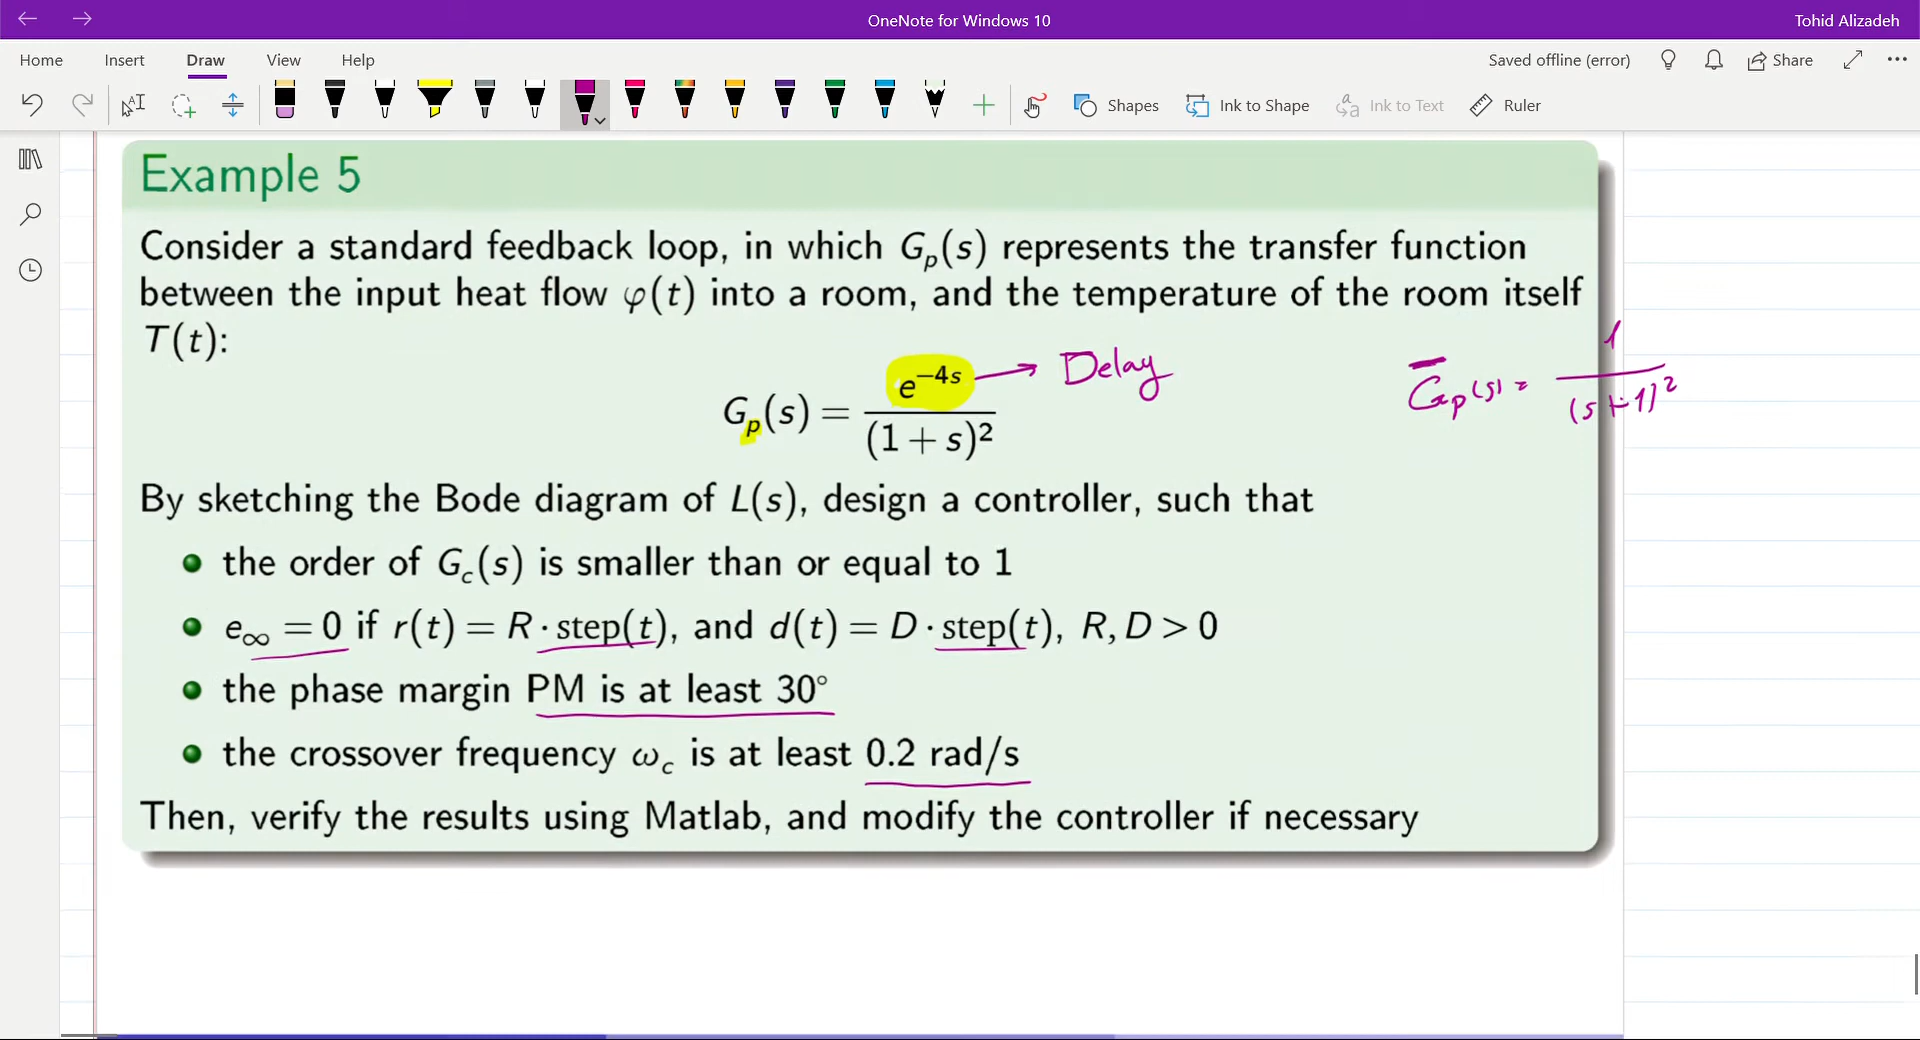 OneNote for Windows 10
Tohid Alizadeh
Home Insert Draw View Help
Saved offline (error) Share
Shapes Ink to Shape Ink to Text Ruler
Example 5
Consider a standard feedback loop, in which Gₚ(s) represents the transfer function
between the input heat flow φ(t) into a room, and the temperature of the room itself
T(t):
Gₚ(s) = e^{−4s} / (1 + s)²
Delay
G̅ₚ(s) = 1 / (s+1)²
By sketching the Bode diagram of L(s), design a controller, such that
the order of G_c(s) is smaller than or equal to 1
e_∞ = 0 if r(t) = R · step(t), and d(t) = D · step(t), R, D > 0
the phase margin PM is at least 30°
the crossover frequency ω_c is at least 0.2 rad/s
Then, verify the results using Matlab, and modify the controller if necessary